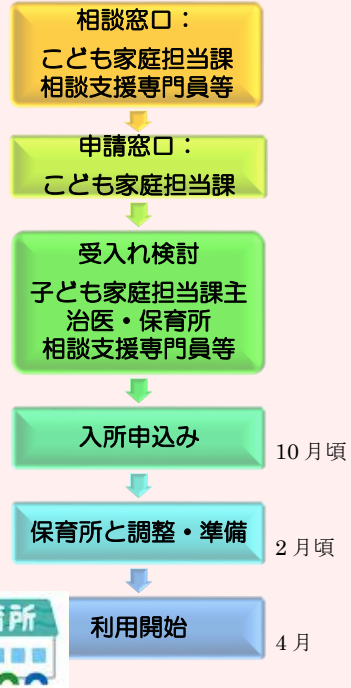 相談窓口：
こども家庭担当課
相談支援専門員等
申請窓口：
こども家庭担当課
受入れ検討
子ども家庭担当課主
治医・保育所
相談支援専門員等
入所申込み
10月頃
保育所と調整・準備
2月頃
育所
利用開始
4月